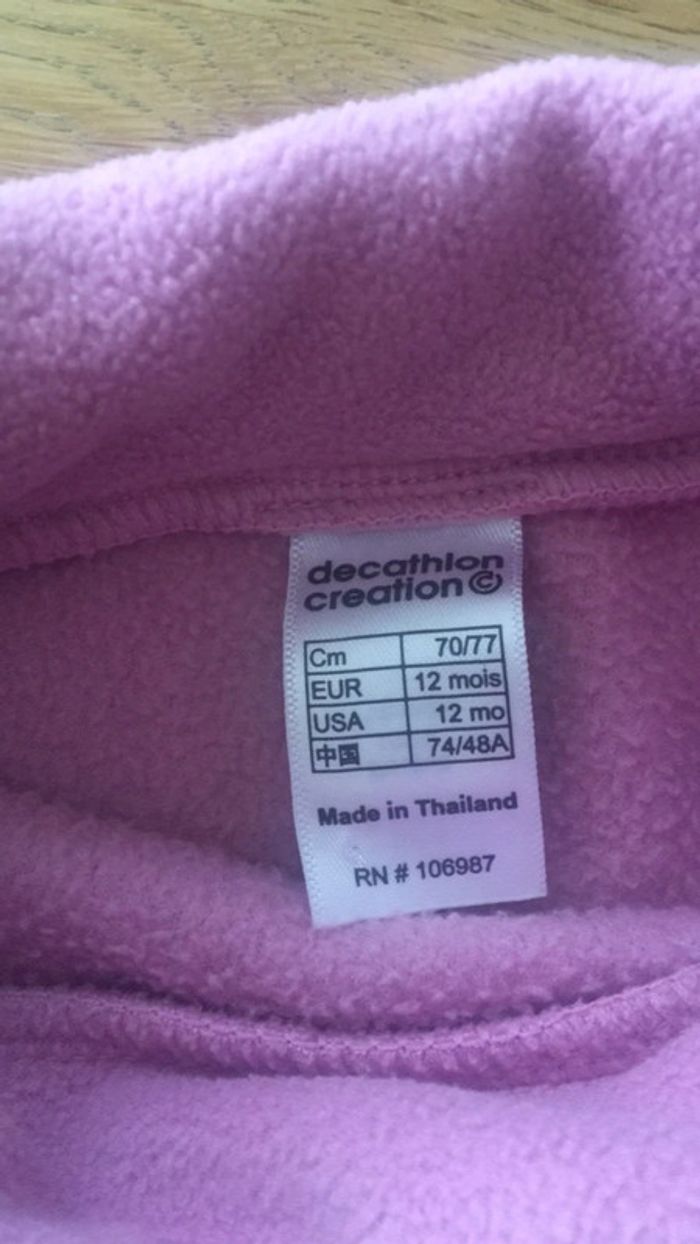 decathlon
creation©
Cm 70/77
EUR 12 mois
USA 12 mo
中国 74/48A
Made in Thailand
RN # 106987